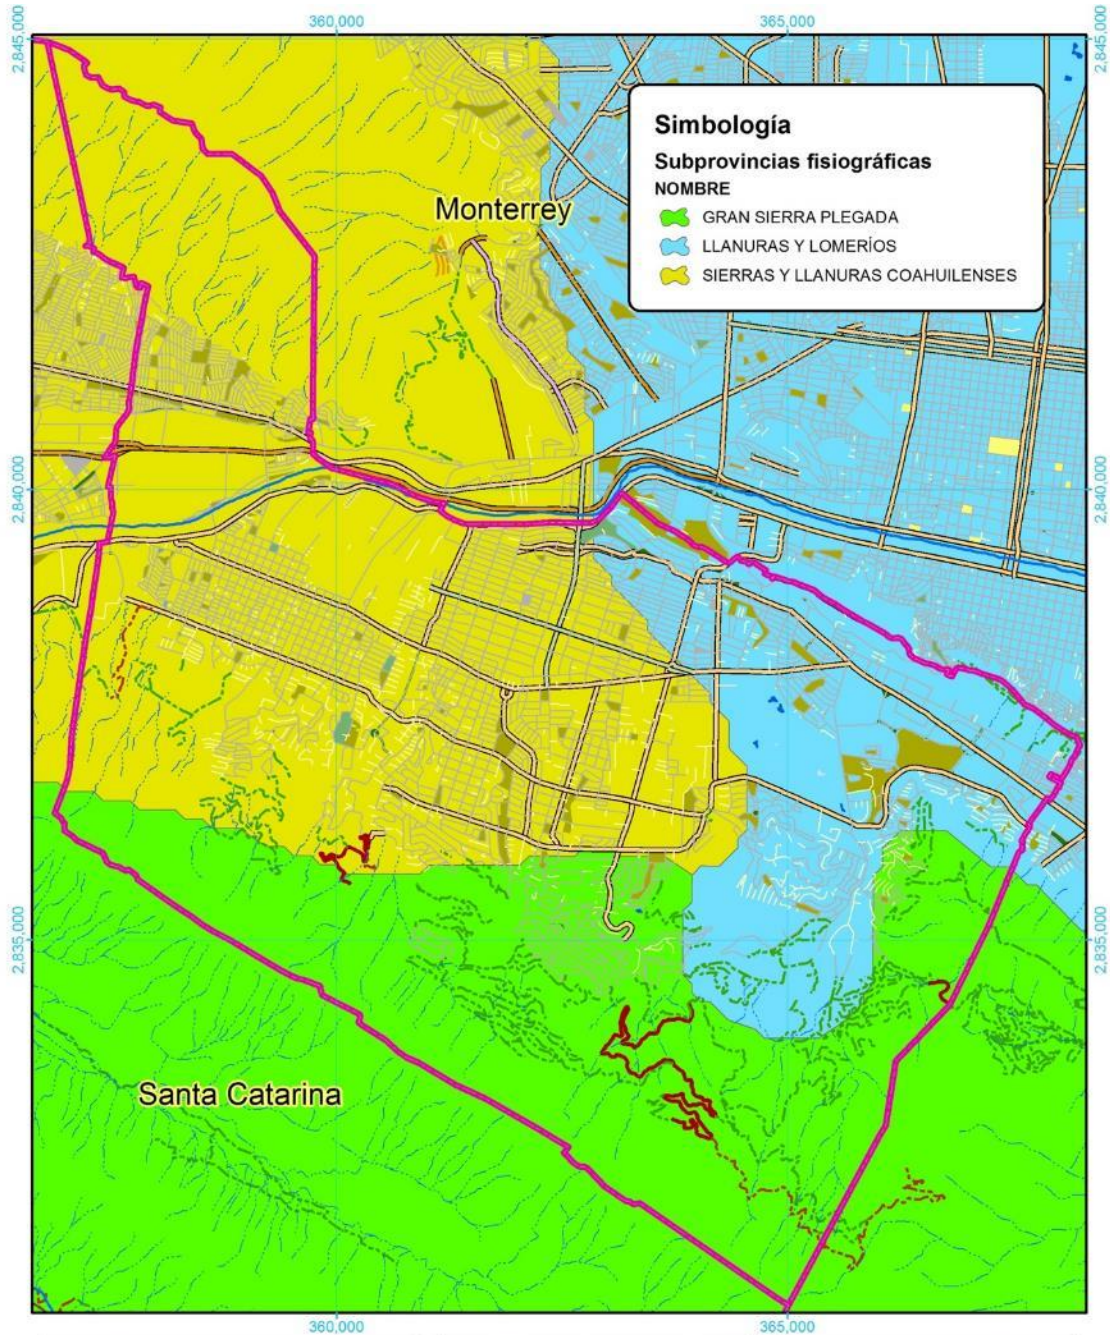 360,000
365,000
2,845,000
2,845,000
Simbología
Subprovincias fisiográficas
NOMBRE
GRAN SIERRA PLEGADA
LLANURAS Y LOMERÍOS
SIERRAS Y LLANURAS COAHUILENSES
Monterrey
2,840,000
2,840,000
2,835,000
2,835,000
Santa Catarina
360,000
365,000